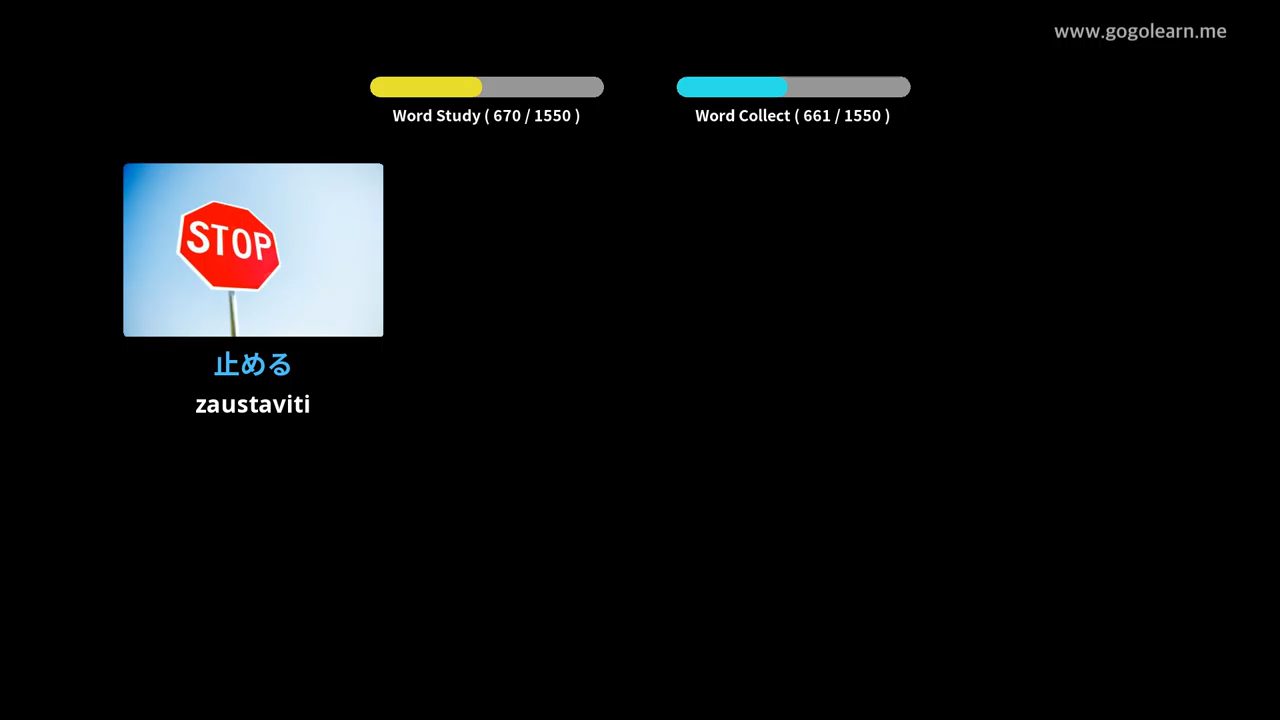 www.gogolearn.me
Word Study ( 670 / 1550 )
Word Collect ( 661 / 1550 )
STOP
止める
zaustaviti